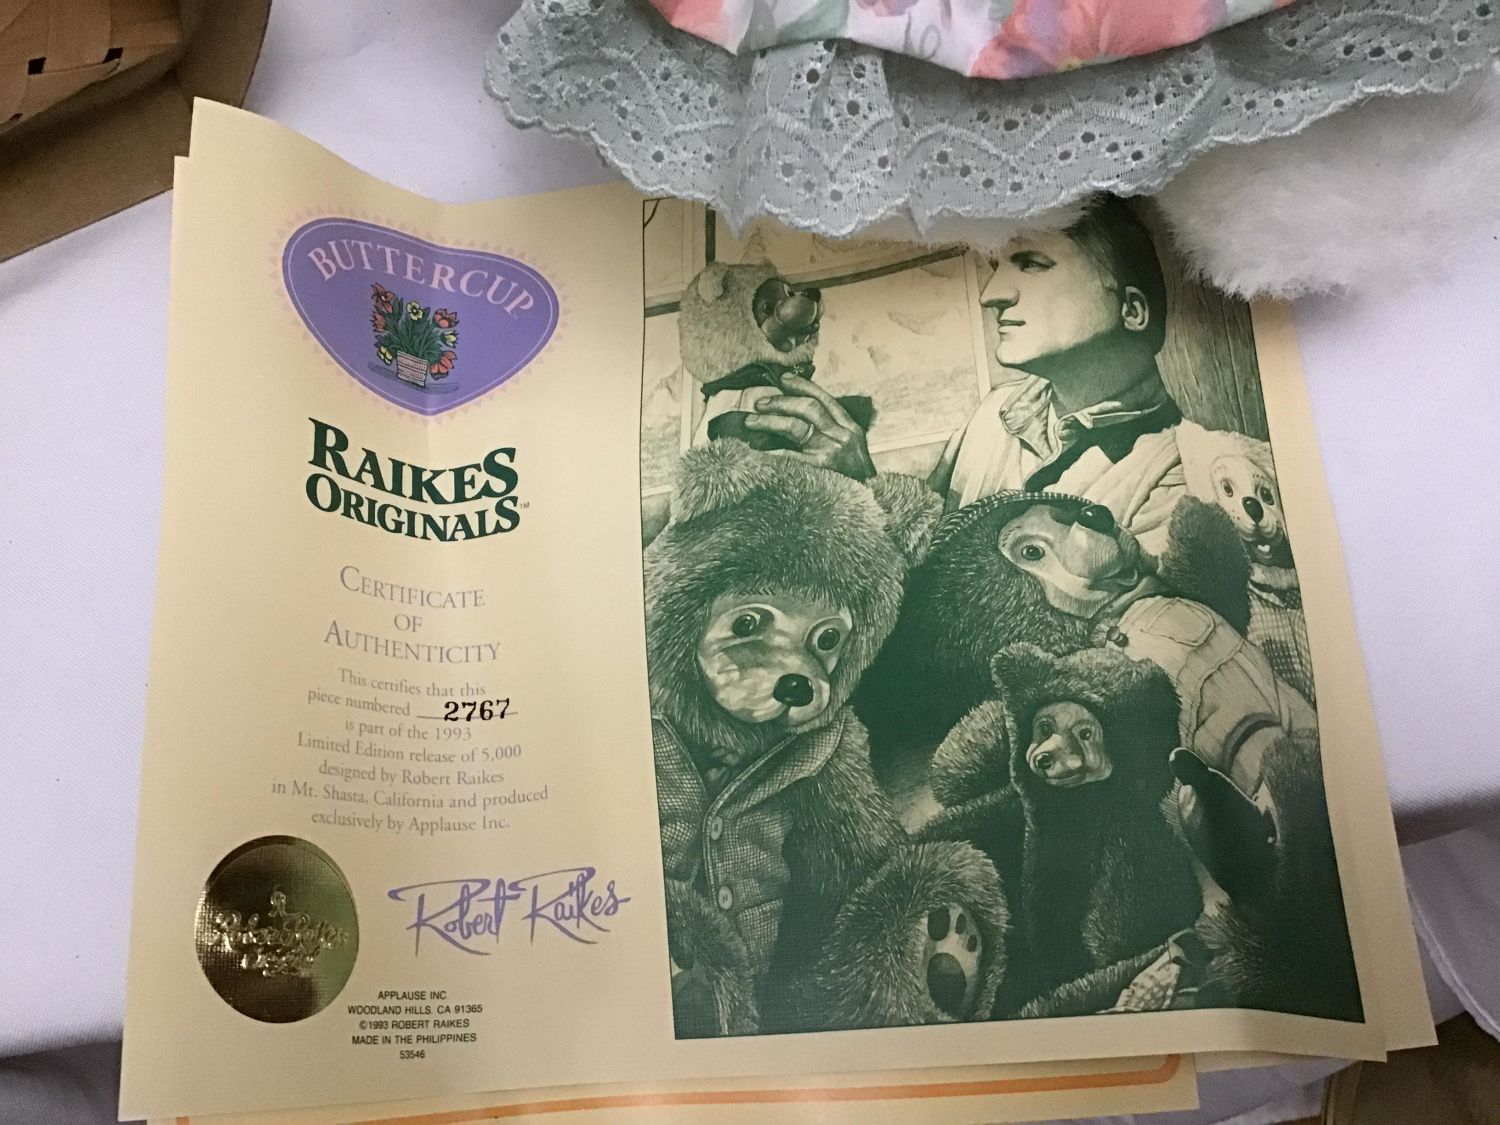 BUTTERCUP
RAIKES
ORIGINALS™
CERTIFICATE
OF
AUTHENTICITY
This certifies that this
piece numbered 2767
is part of the 1993
Limited Edition release of 5,000
designed by Robert Raikes
in Mt. Shasta, California and produced
exclusively by Applause Inc.
Robert Raikes
APPLAUSE INC.
WOODLAND HILLS, CA 91365
©1993 ROBERT RAIKES
MADE IN THE PHILIPPINES
53546